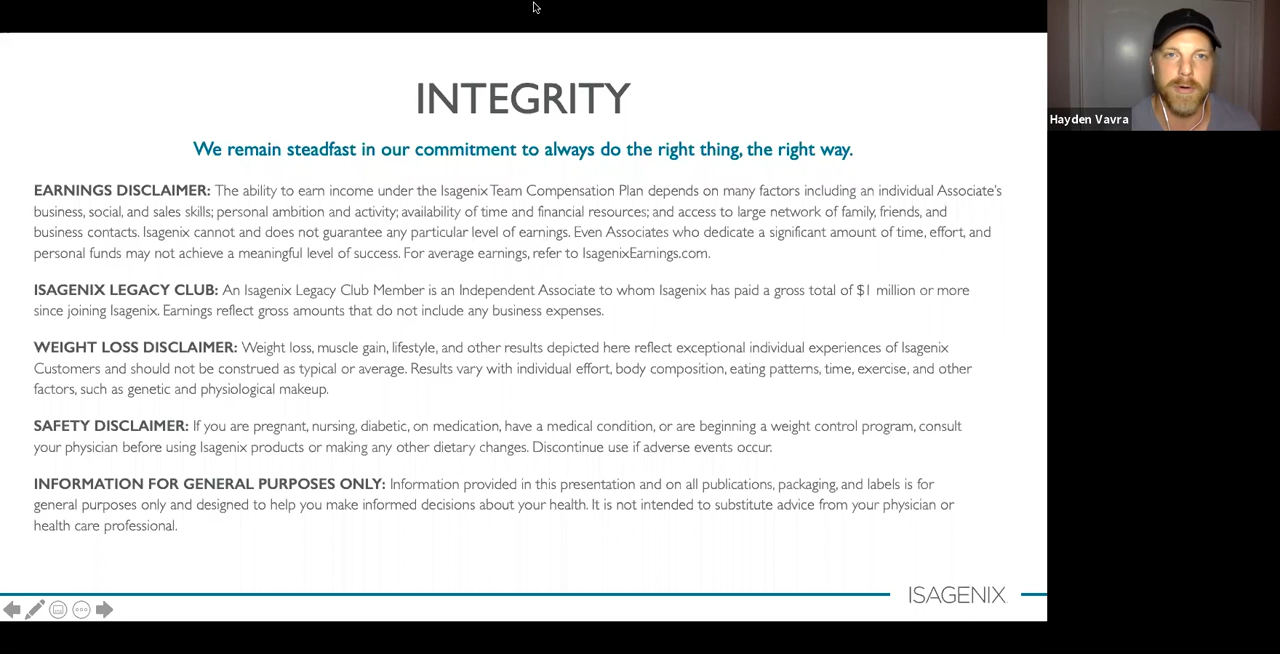 INTEGRITY
We remain steadfast in our commitment to always do the right thing, the right way.
EARNINGS DISCLAIMER: The ability to earn income under the Isagenix Team Compensation Plan depends on many factors including an individual Associate's
business, social, and sales skills; personal ambition and activity; availability of time and financial resources; and access to large network of family, friends, and
business contacts. Isagenix cannot and does not guarantee any particular level of earnings. Even Associates who dedicate a significant amount of time, effort, and
personal funds may not achieve a meaningful level of success. For average earnings, refer to IsagenixEarnings.com.
ISAGENIX LEGACY CLUB: An Isagenix Legacy Club Member is an Independent Associate to whom Isagenix has paid a gross total of $1 million or more
since joining Isagenix. Earnings reflect gross amounts that do not include any business expenses.
WEIGHT LOSS DISCLAIMER: Weight loss, muscle gain, lifestyle, and other results depicted here reflect exceptional individual experiences of Isagenix
Customers and should not be construed as typical or average. Results vary with individual effort, body composition, eating patterns, time, exercise, and other
factors, such as genetic and physiological makeup.
SAFETY DISCLAIMER: If you are pregnant, nursing, diabetic, on medication, have a medical condition, or are beginning a weight control program, consult
your physician before using Isagenix products or making any other dietary changes. Discontinue use if adverse events occur.
INFORMATION FOR GENERAL PURPOSES ONLY: Information provided in this presentation and on all publications, packaging, and labels is for
general purposes only and designed to help you make informed decisions about your health. It is not intended to substitute advice from your physician or
health care professional.
ISAGENIX
Hayden Vavra